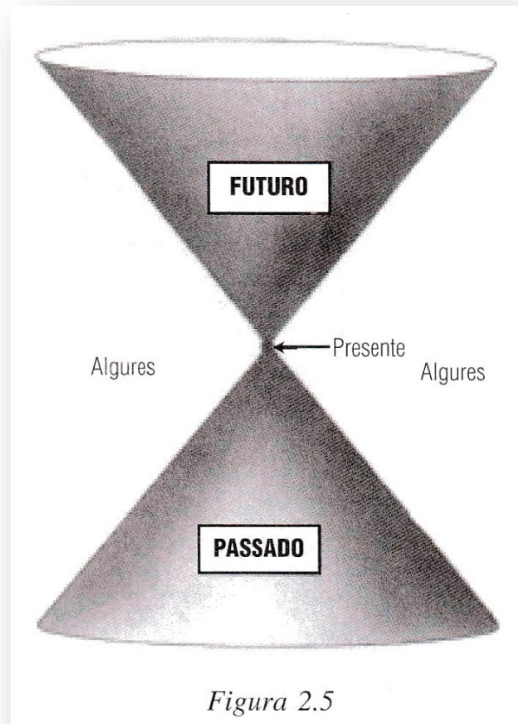 FUTURO
Presente
Algures
Algures
PASSADO
Figura 2.5